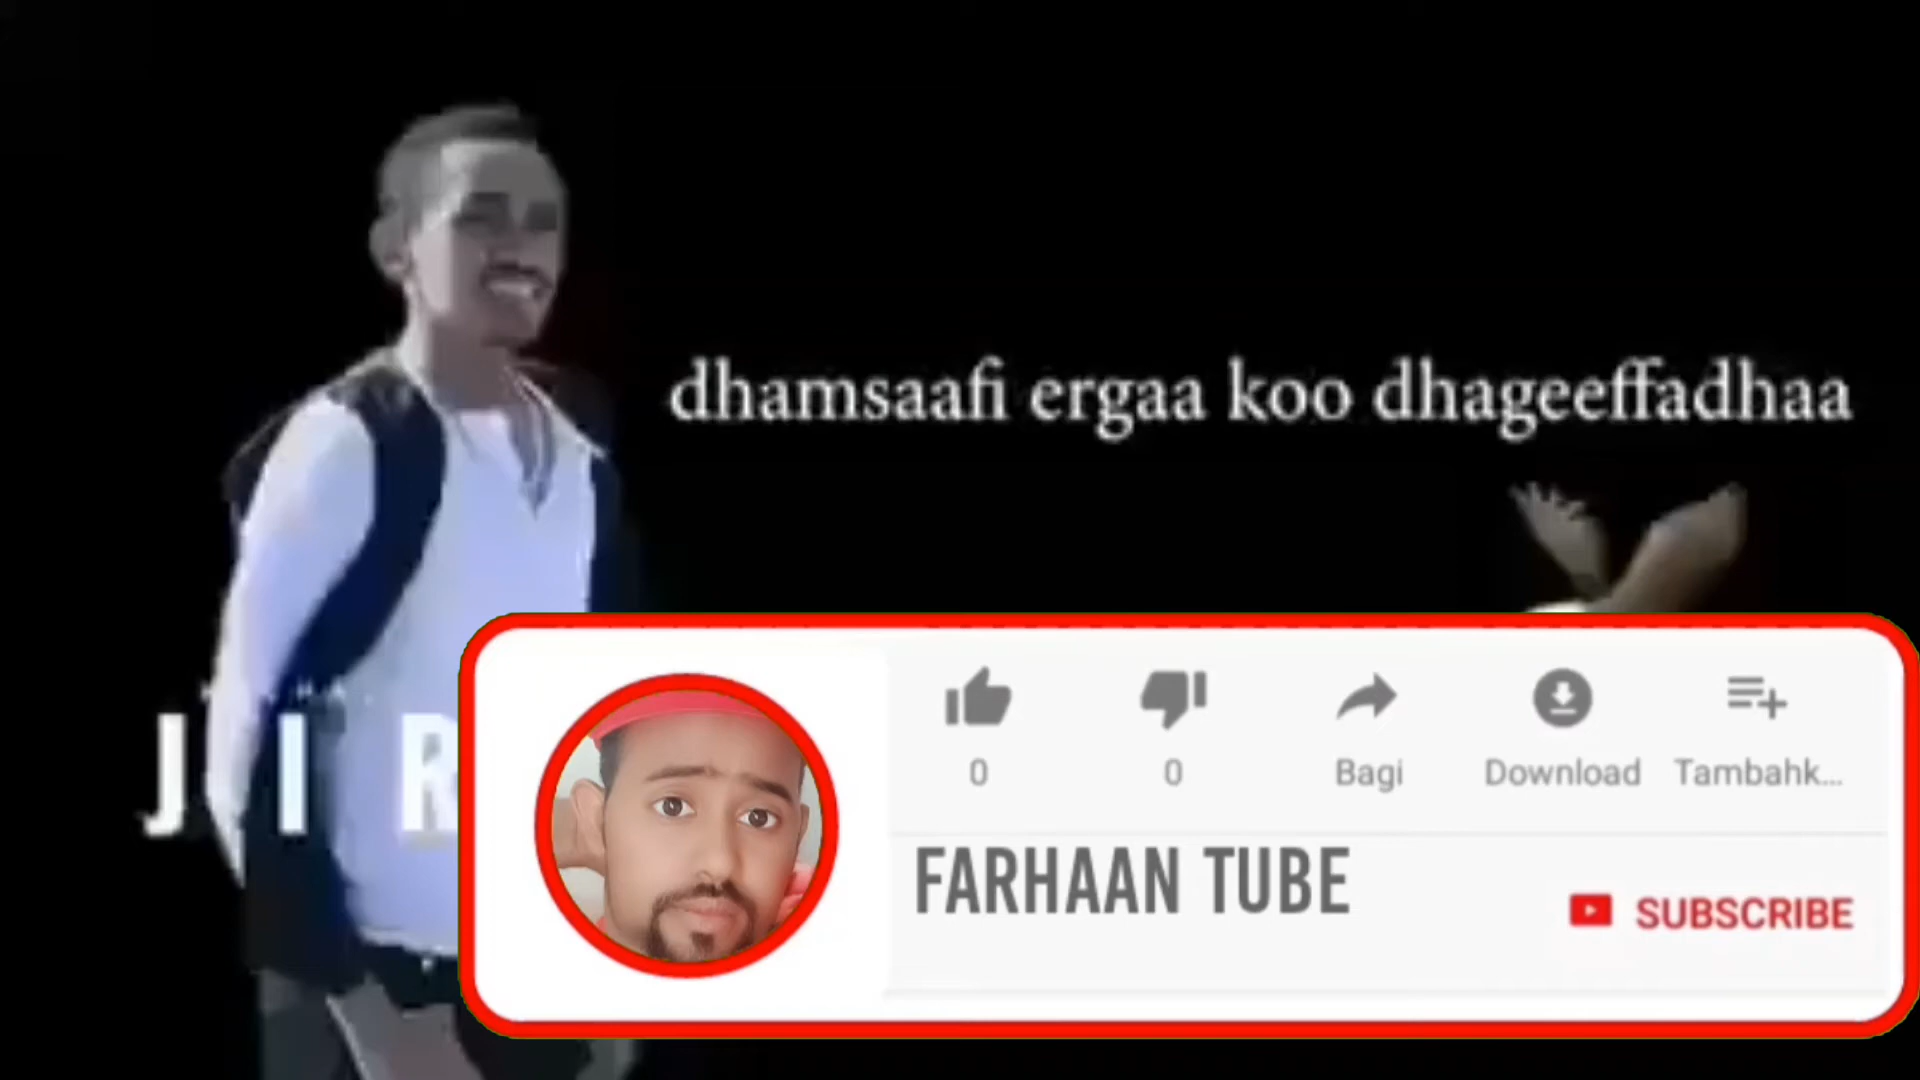 dhamsaafi ergaa koo dhageeffadhaa
J I R
0 0 Bagi Download Tambahk...
FARHAAN TUBE
SUBSCRIBE